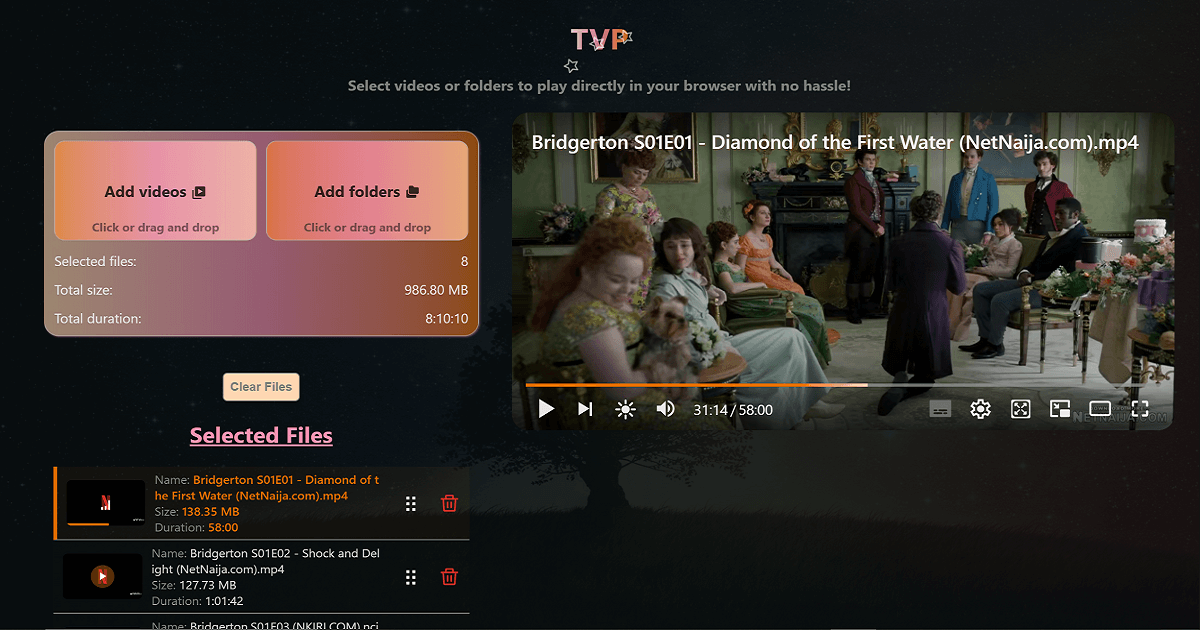 TVP
Select videos or folders to play directly in your browser with no hassle!
Add videos
Click or drag and drop
Add folders
Click or drag and drop
Selected files: 8
Total size: 986.80 MB
Total duration: 8:10:10
Clear Files
Selected Files
Name: Bridgerton S01E01 - Diamond of t
he First Water (NetNaija.com).mp4
Size: 138.35 MB
Duration: 58:00
Name: Bridgerton S01E02 - Shock and Del
ight (NetNaija.com).mp4
Size: 127.73 MB
Duration: 1:01:42
Name: Bridgerton S01E03 (NKIRI.COM).nci
Bridgerton S01E01 - Diamond of the First Water (NetNaija.com).mp4
31:14 / 58:00
NETNAIJA.COM